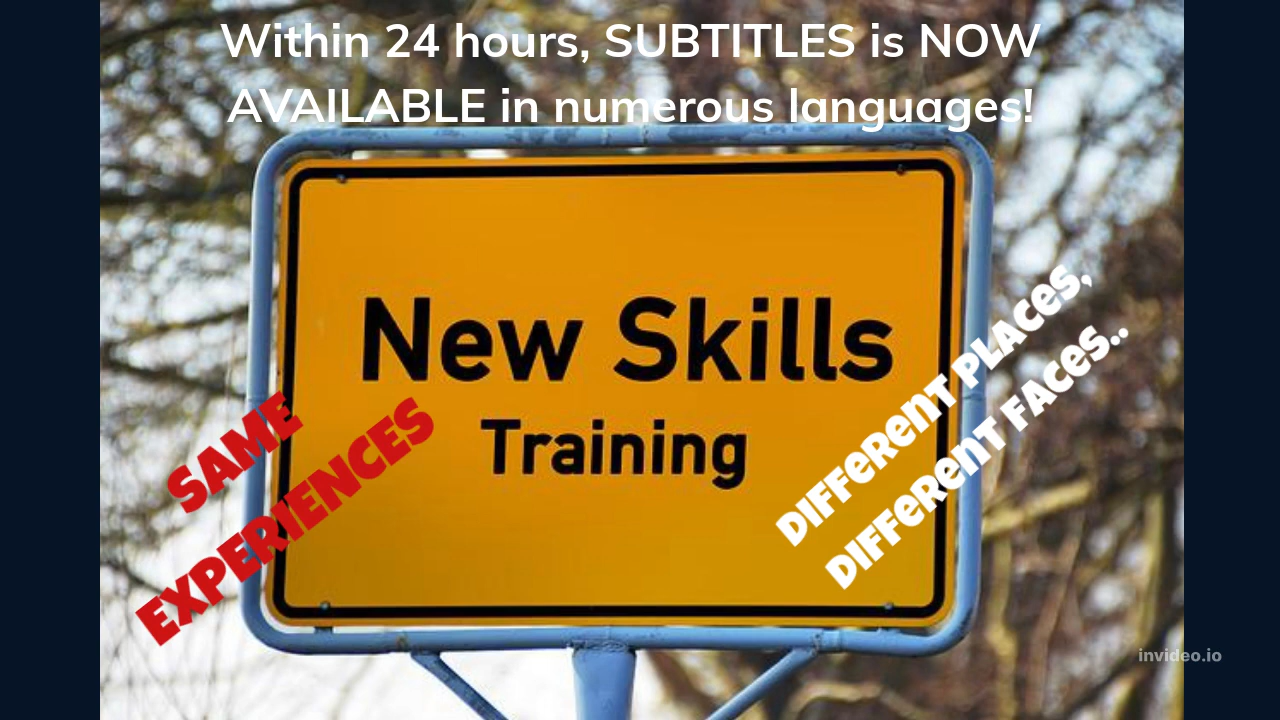 Within 24 hours, SUBTITLES is NOW
AVAILABLE in numerous languages!
New Skills
Training
SAME
EXPERIENCES
DIFFERENT PLACES,
DIFFERENT FACES..
invideo.io